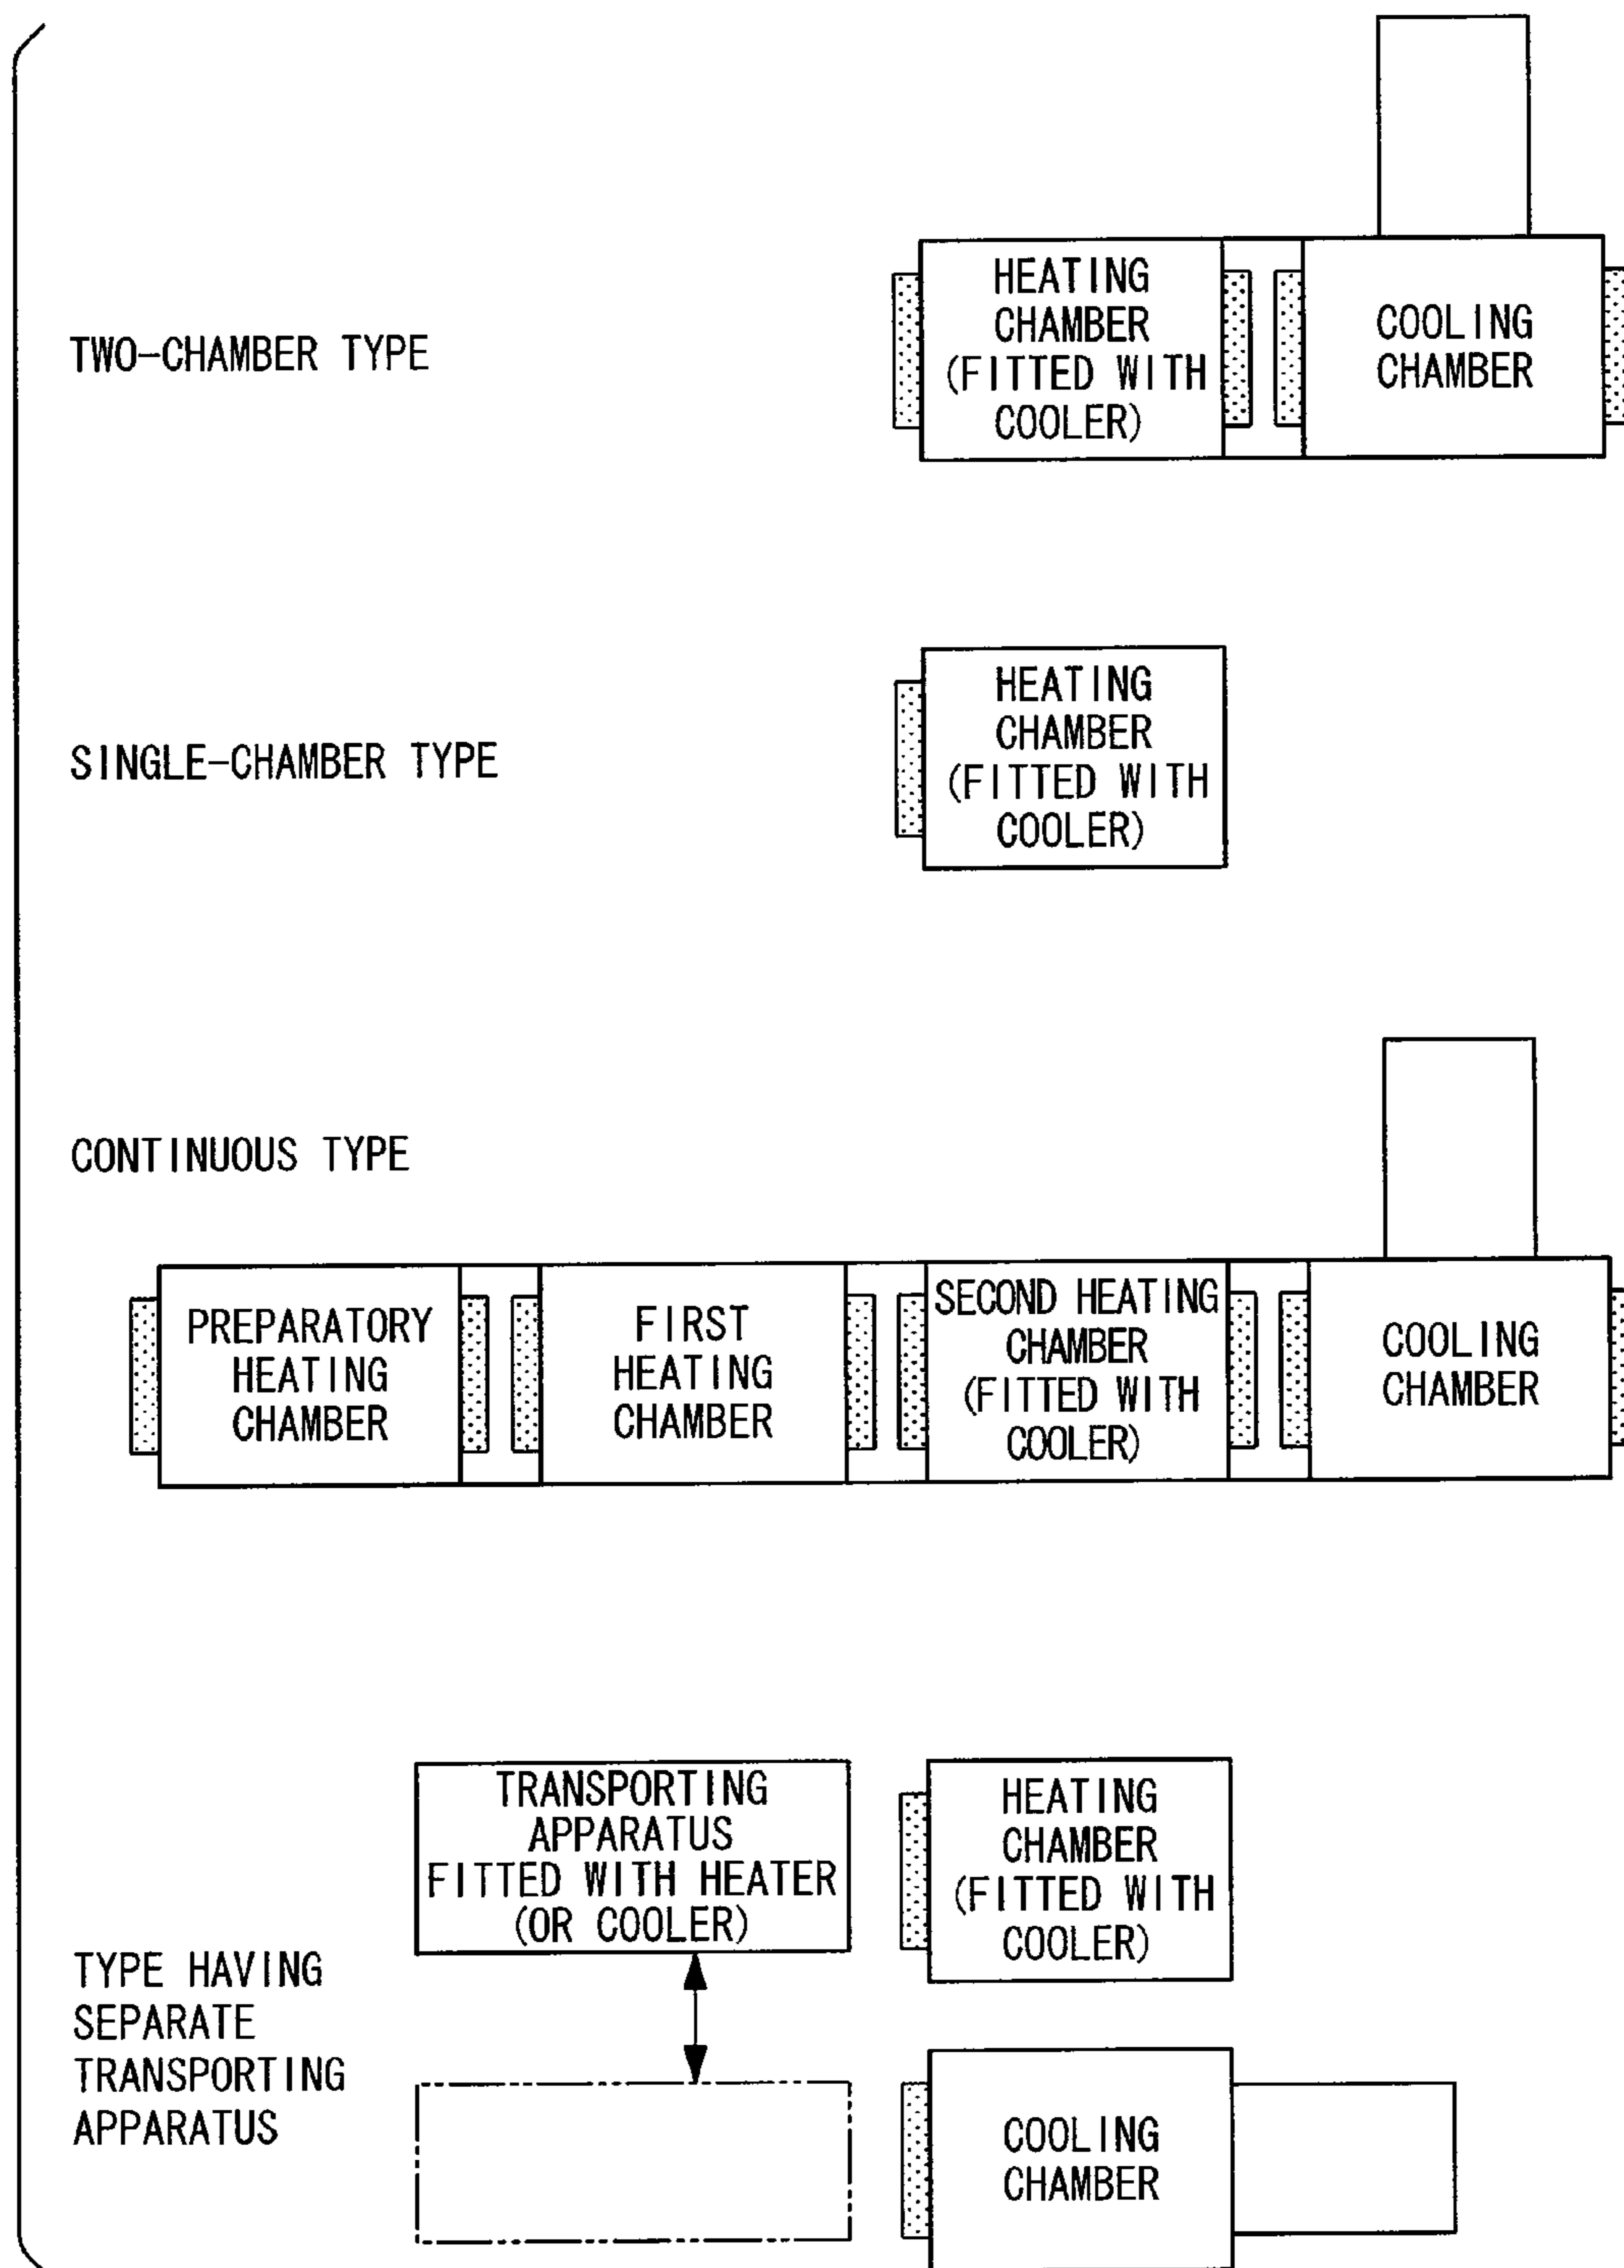 TWO-CHAMBER TYPE
HEATING
CHAMBER
(FITTED WITH
COOLER)
COOLING
CHAMBER
SINGLE-CHAMBER TYPE
HEATING
CHAMBER
(FITTED WITH
COOLER)
CONTINUOUS TYPE
PREPARATORY
HEATING
CHAMBER
FIRST
HEATING
CHAMBER
SECOND HEATING
CHAMBER
(FITTED WITH
COOLER)
COOLING
CHAMBER
TYPE HAVING
SEPARATE
TRANSPORTING
APPARATUS
TRANSPORTING
APPARATUS
FITTED WITH HEATER
(OR COOLER)
HEATING
CHAMBER
(FITTED WITH
COOLER)
COOLING
CHAMBER